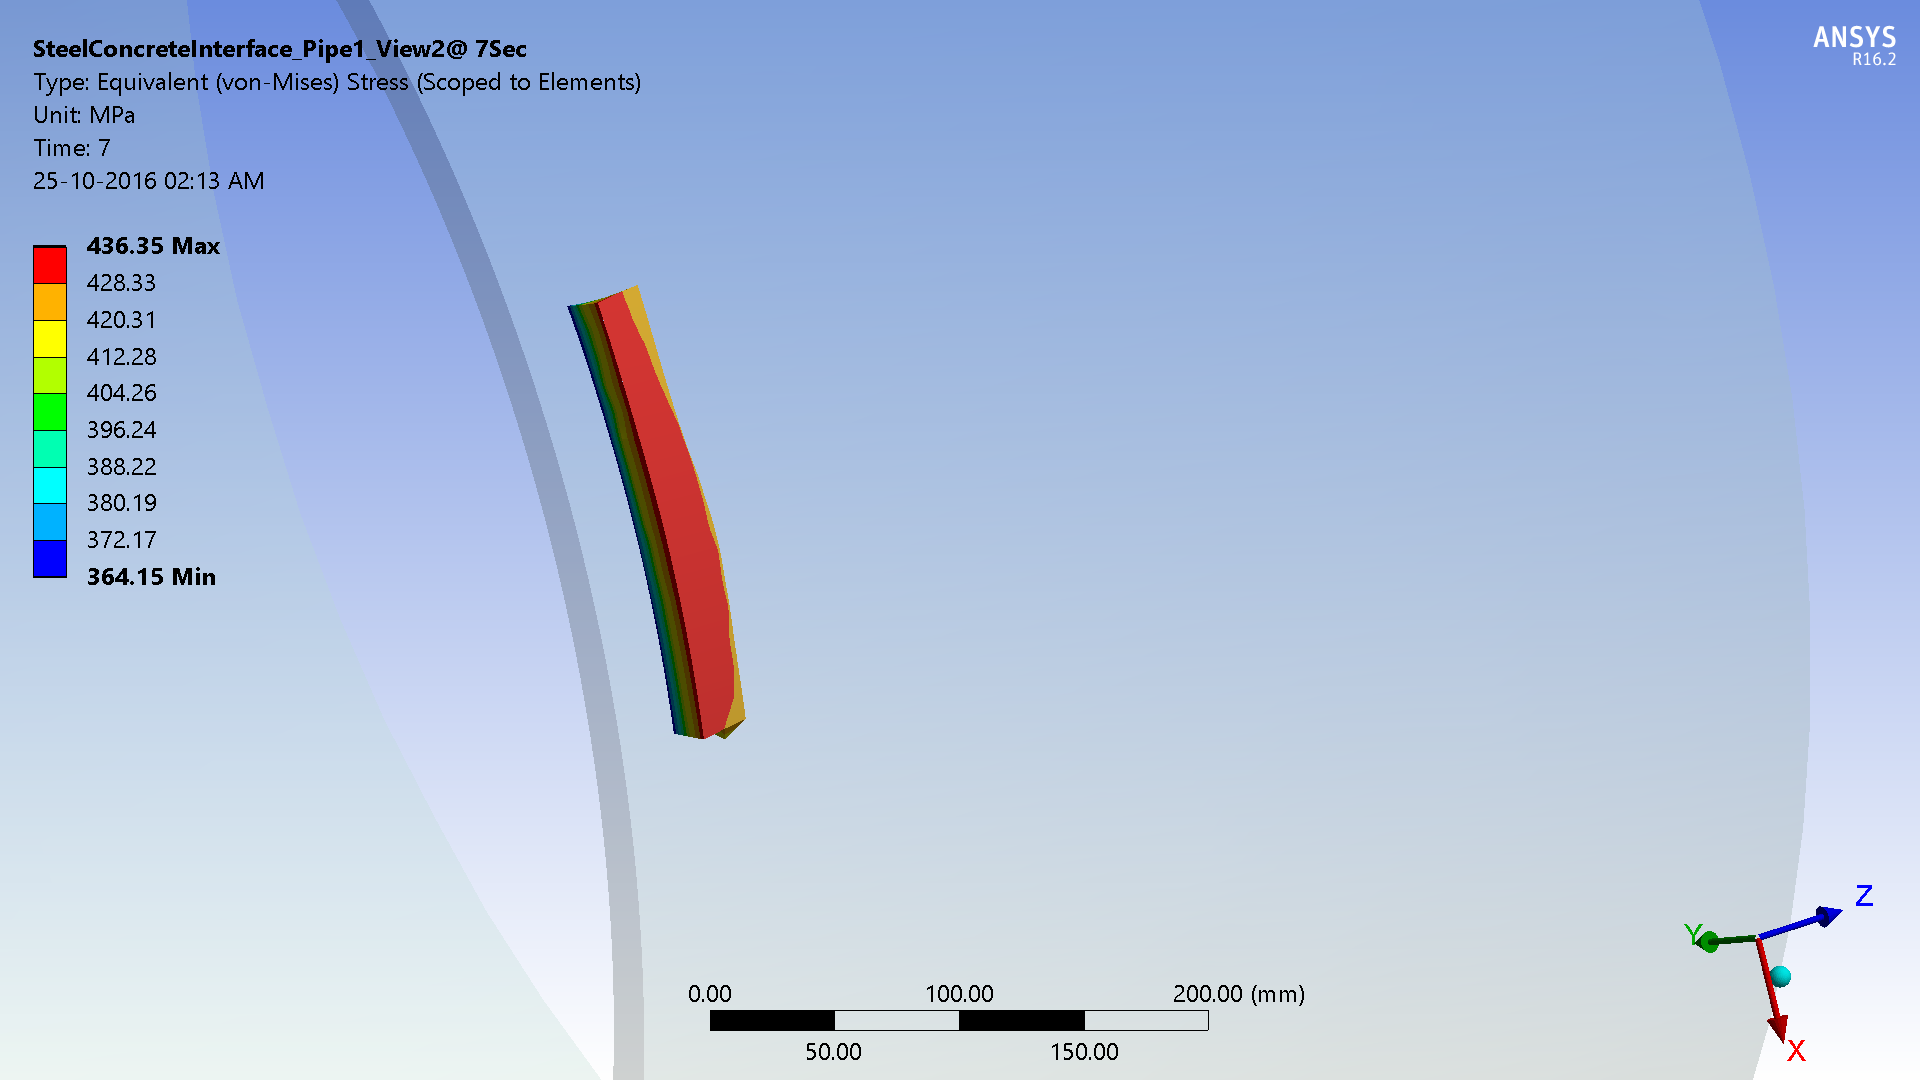 SteelConcreteInterface_Pipe1_View2@ 7Sec
Type: Equivalent (von-Mises) Stress (Scoped to Elements)
Unit: MPa
Time: 7
25-10-2016 02:13 AM
ANSYS
R16.2
436.35 Max
428.33
420.31
412.28
404.26
396.24
388.22
380.19
372.17
364.15 Min
Z
Y
X
0.00 100.00 200.00 (mm)
50.00 150.00